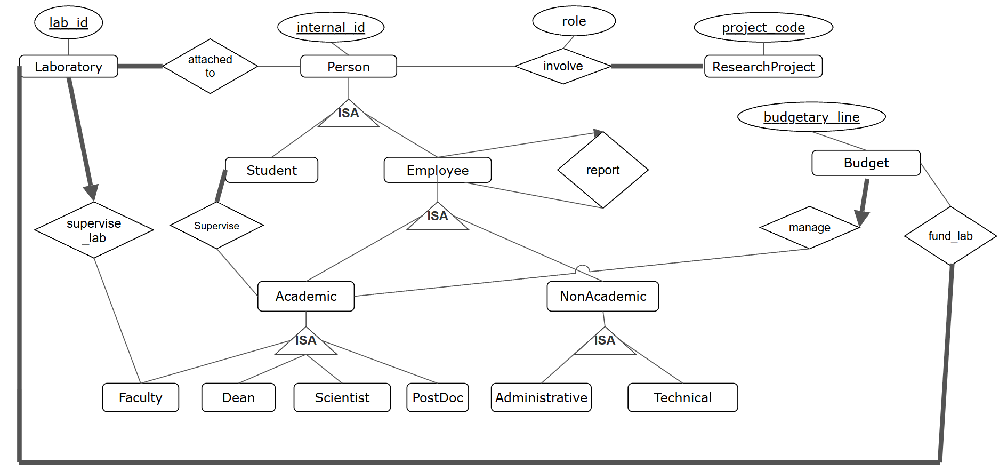 lab_id
internal_id
role
project_code
Laboratory
attached
to
Person
involve
ResearchProject
ISA
budgetary_line
Student
Employee
report
Budget
ISA
supervise
_lab
Supervise
manage
fund_lab
Academic
NonAcademic
ISA
ISA
Faculty
Dean
Scientist
PostDoc
Administrative
Technical